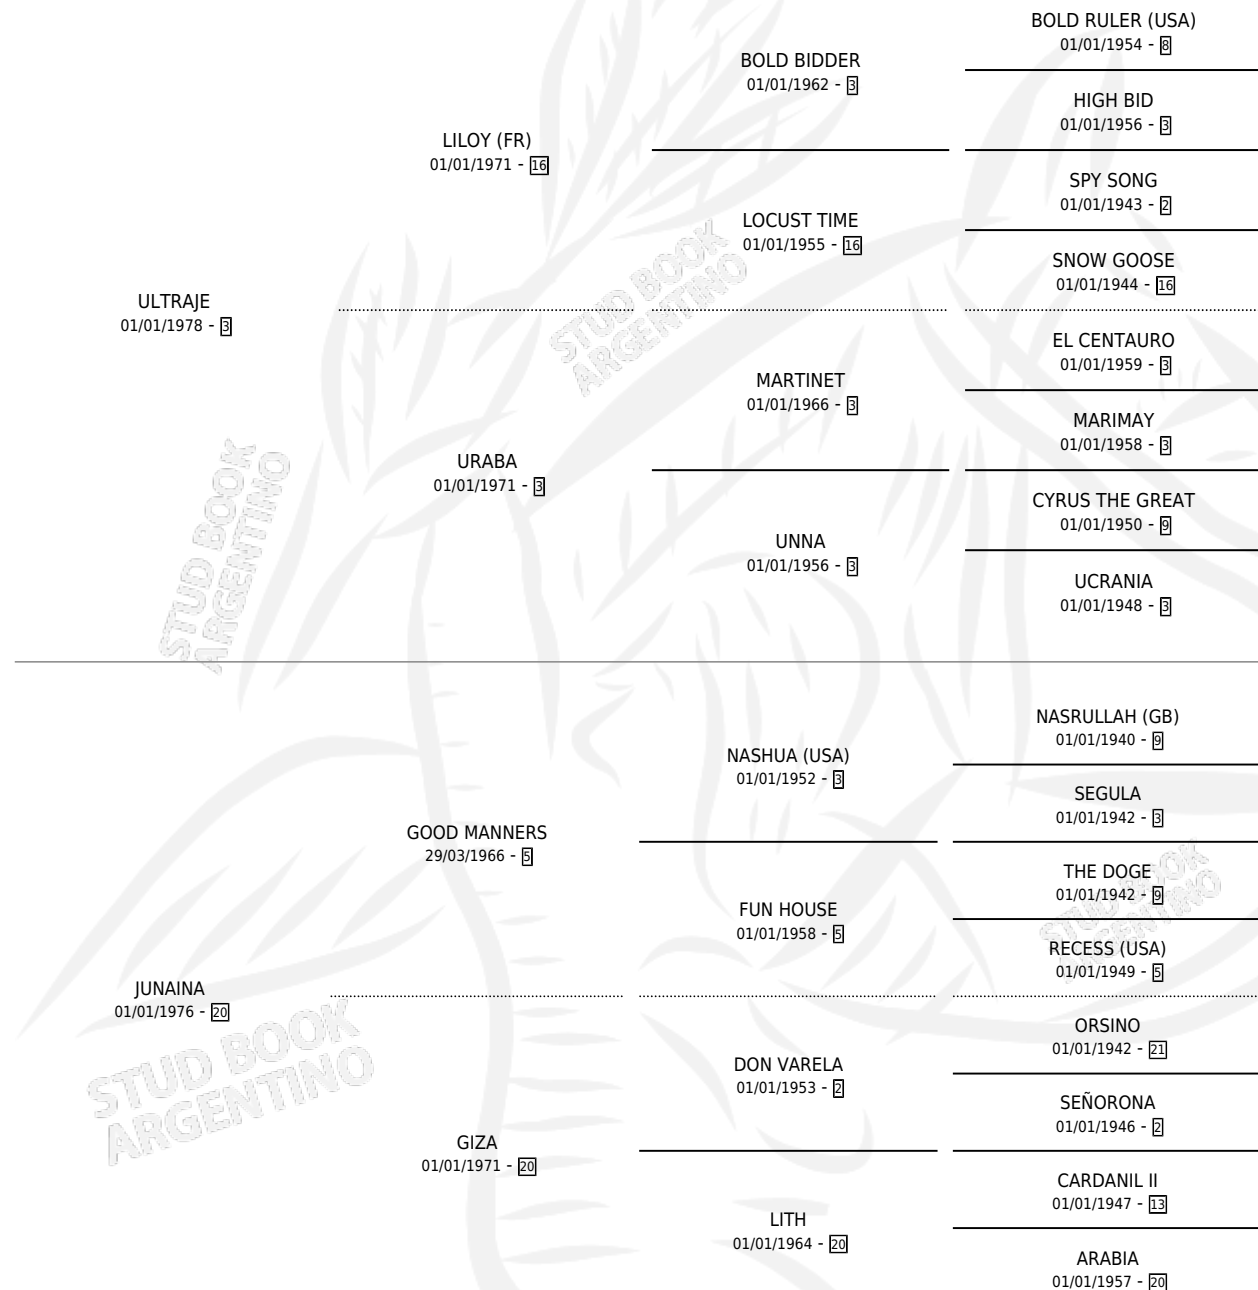 BOLD RULER (USA)
01/01/1954 - 8
BOLD BIDDER
01/01/1962 - 3
HIGH BID
01/01/1956 - 3
LILOY (FR)
01/01/1971 - 16
SPY SONG
01/01/1943 - 2
LOCUST TIME
01/01/1955 - 16
SNOW GOOSE
01/01/1944 - 16
ULTRAJE
01/01/1978 - 3
STUD BOOK
ARGENTINO
EL CENTAURO
01/01/1959 - 3
MARTINET
01/01/1966 - 3
MARIMAY
01/01/1958 - 3
URABA
01/01/1971 - 3
CYRUS THE GREAT
01/01/1950 - 9
UNNA
01/01/1956 - 3
UCRANIA
01/01/1948 - 3
STUD BOOK
ARGENTINO
NASRULLAH (GB)
01/01/1940 - 9
NASHUA (USA)
01/01/1952 - 3
SEGULA
01/01/1942 - 3
GOOD MANNERS
29/03/1966 - 5
THE DOGE
01/01/1942 - 9
FUN HOUSE
01/01/1958 - 5
STUD BOOK
ARGENTINO
RECESS (USA)
01/01/1949 - 5
JUNAINA
01/01/1976 - 20
STUD BOOK
ARGENTINO
ORSINO
01/01/1942 - 21
DON VARELA
01/01/1953 - 2
SEÑORONA
01/01/1946 - 2
GIZA
01/01/1971 - 20
CARDANIL II
01/01/1947 - 13
LITH
01/01/1964 - 20
ARABIA
01/01/1957 - 20